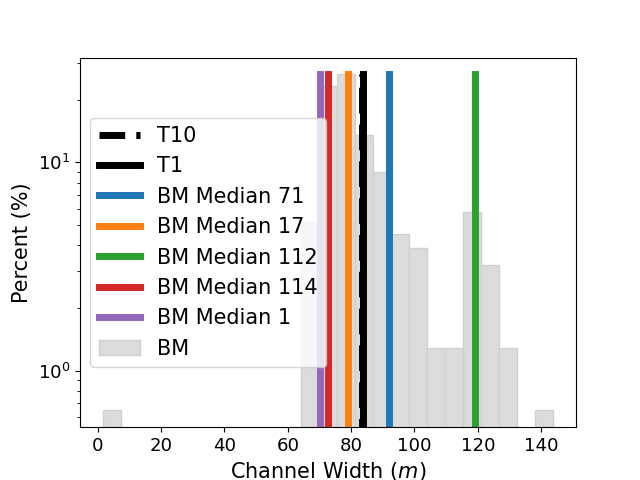 10¹
10⁰
Percent (%)
T10
T1
BM Median 71
BM Median 17
BM Median 112
BM Median 114
BM Median 1
BM
0 20 40 60 80 100 120 140
Channel Width (m)